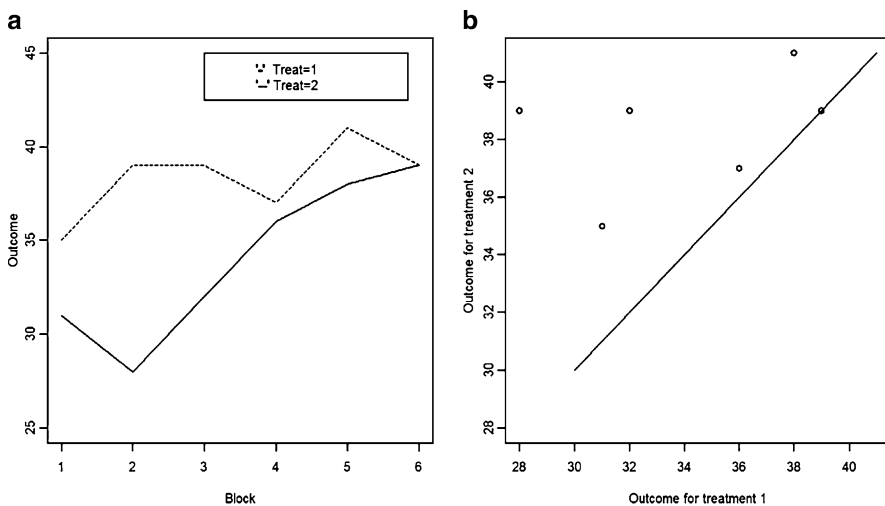 a
Outcome
45
40
35
30
25
Treat=1
Treat=2
1 2 3 4 5 6
Block
b
Outcome for treatment 2
40
38
36
34
32
30
28
28 30 32 34 36 38 40
Outcome for treatment 1